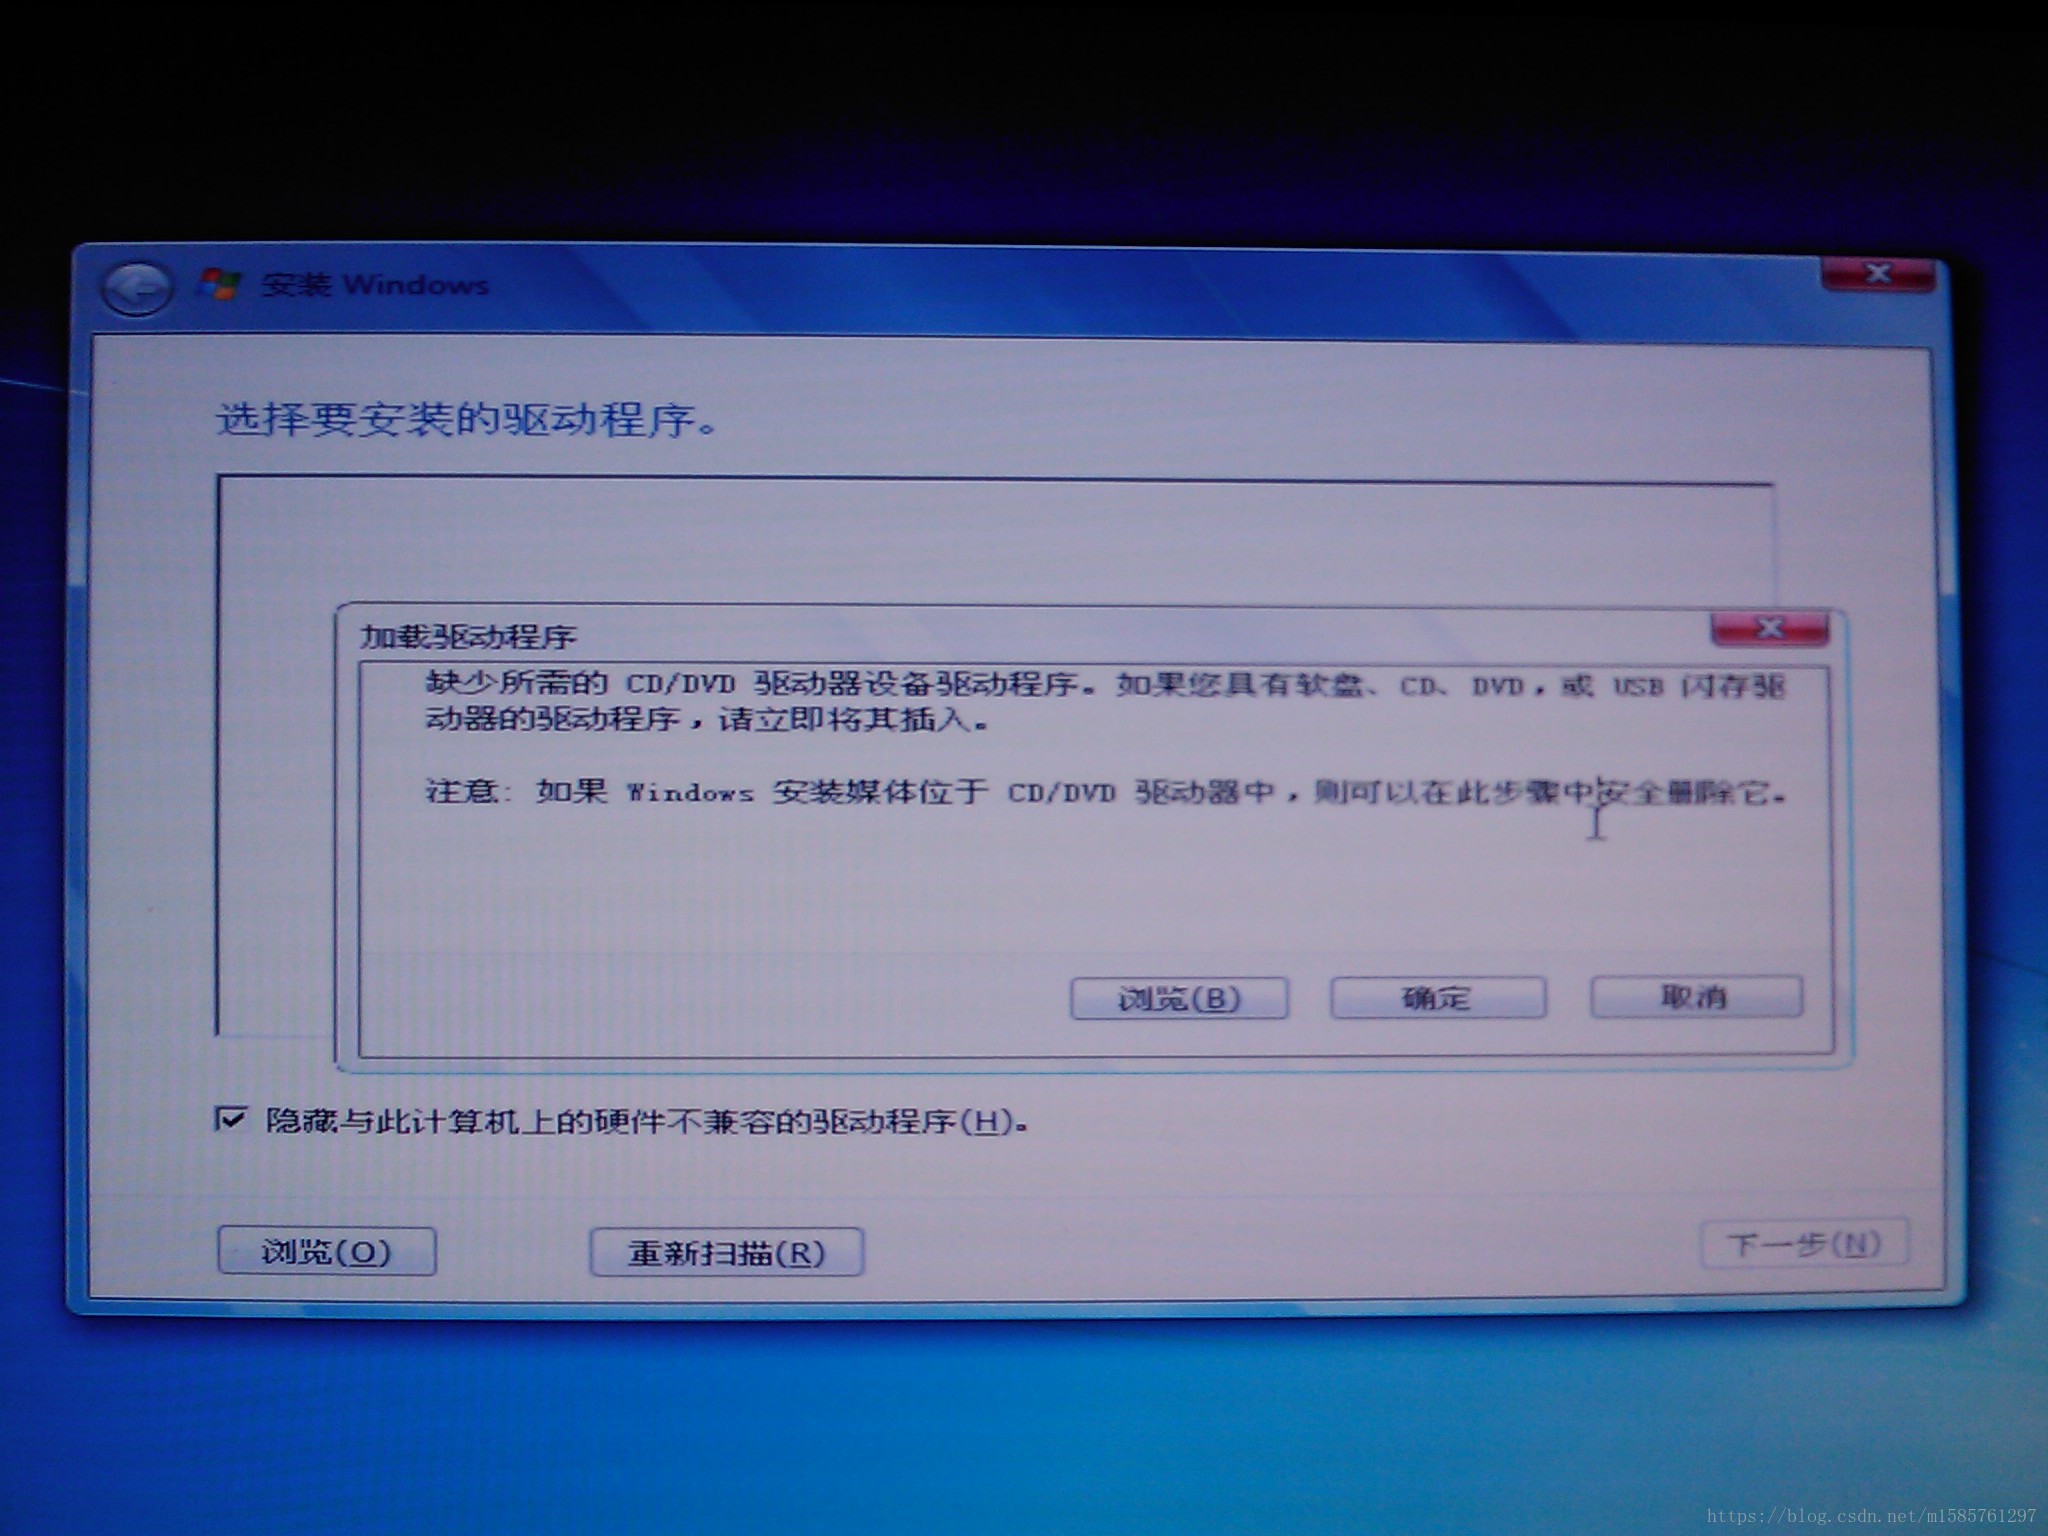 安装 Windows
选择要安装的驱动程序。
加载驱动程序
缺少所需的 CD/DVD 驱动器设备驱动程序。如果您具有软盘、CD、DVD，或 USB 闪存驱
动器的驱动程序，请立即将其插入。
注意: 如果 Windows 安装媒体位于 CD/DVD 驱动器中，则可以在此步骤中安全删除它。
浏览(B) 确定 取消
隐藏与此计算机上的硬件不兼容的驱动程序(H)。
浏览(O) 重新扫描(R) 下一步(N)
https://blog.csdn.net/m1585761297